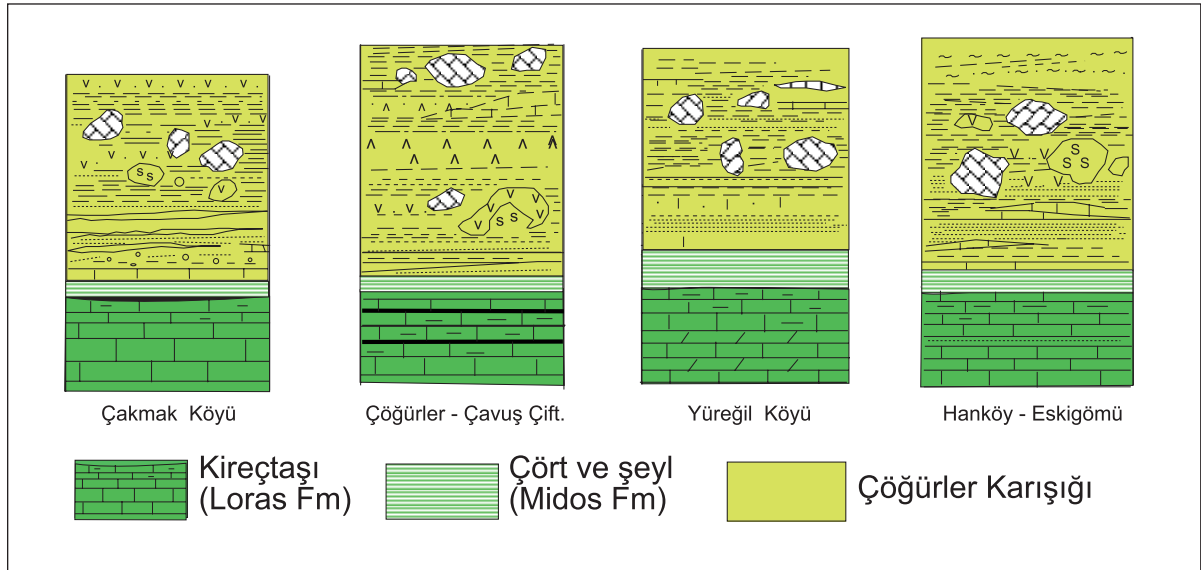 Çakmak Köyü
Çöğürler - Çavuş Çift.
Yüreğil Köyü
Hanköy - Eskigömü
Kireçtaşı
(Loras Fm)
Çört ve şeyl
(Midos Fm)
Çöğürler Karışığı